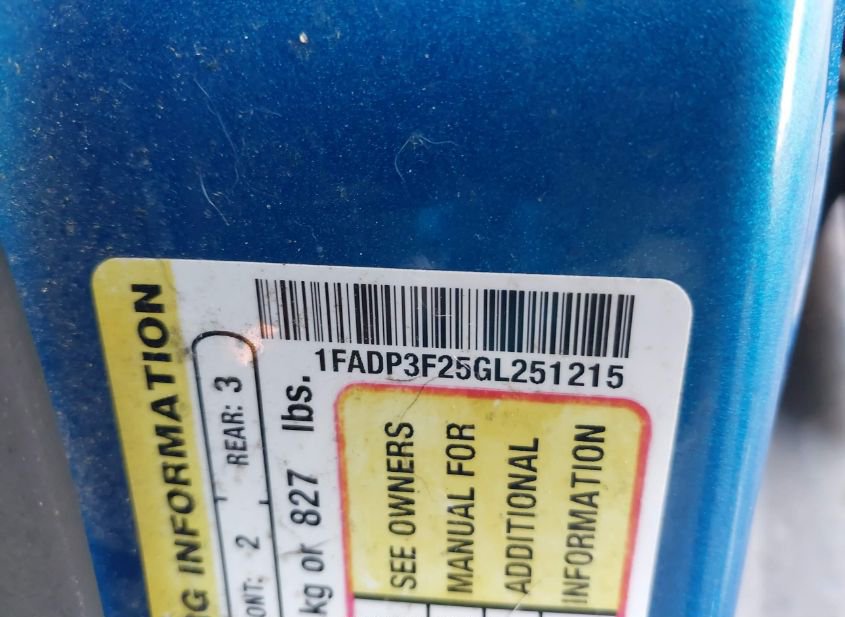 1FADP3F25GL251215
G INFORMATION
ONT: 2 REAR: 3
kg or 827 lbs.
SEE OWNERS
MANUAL FOR
ADDITIONAL
INFORMATION